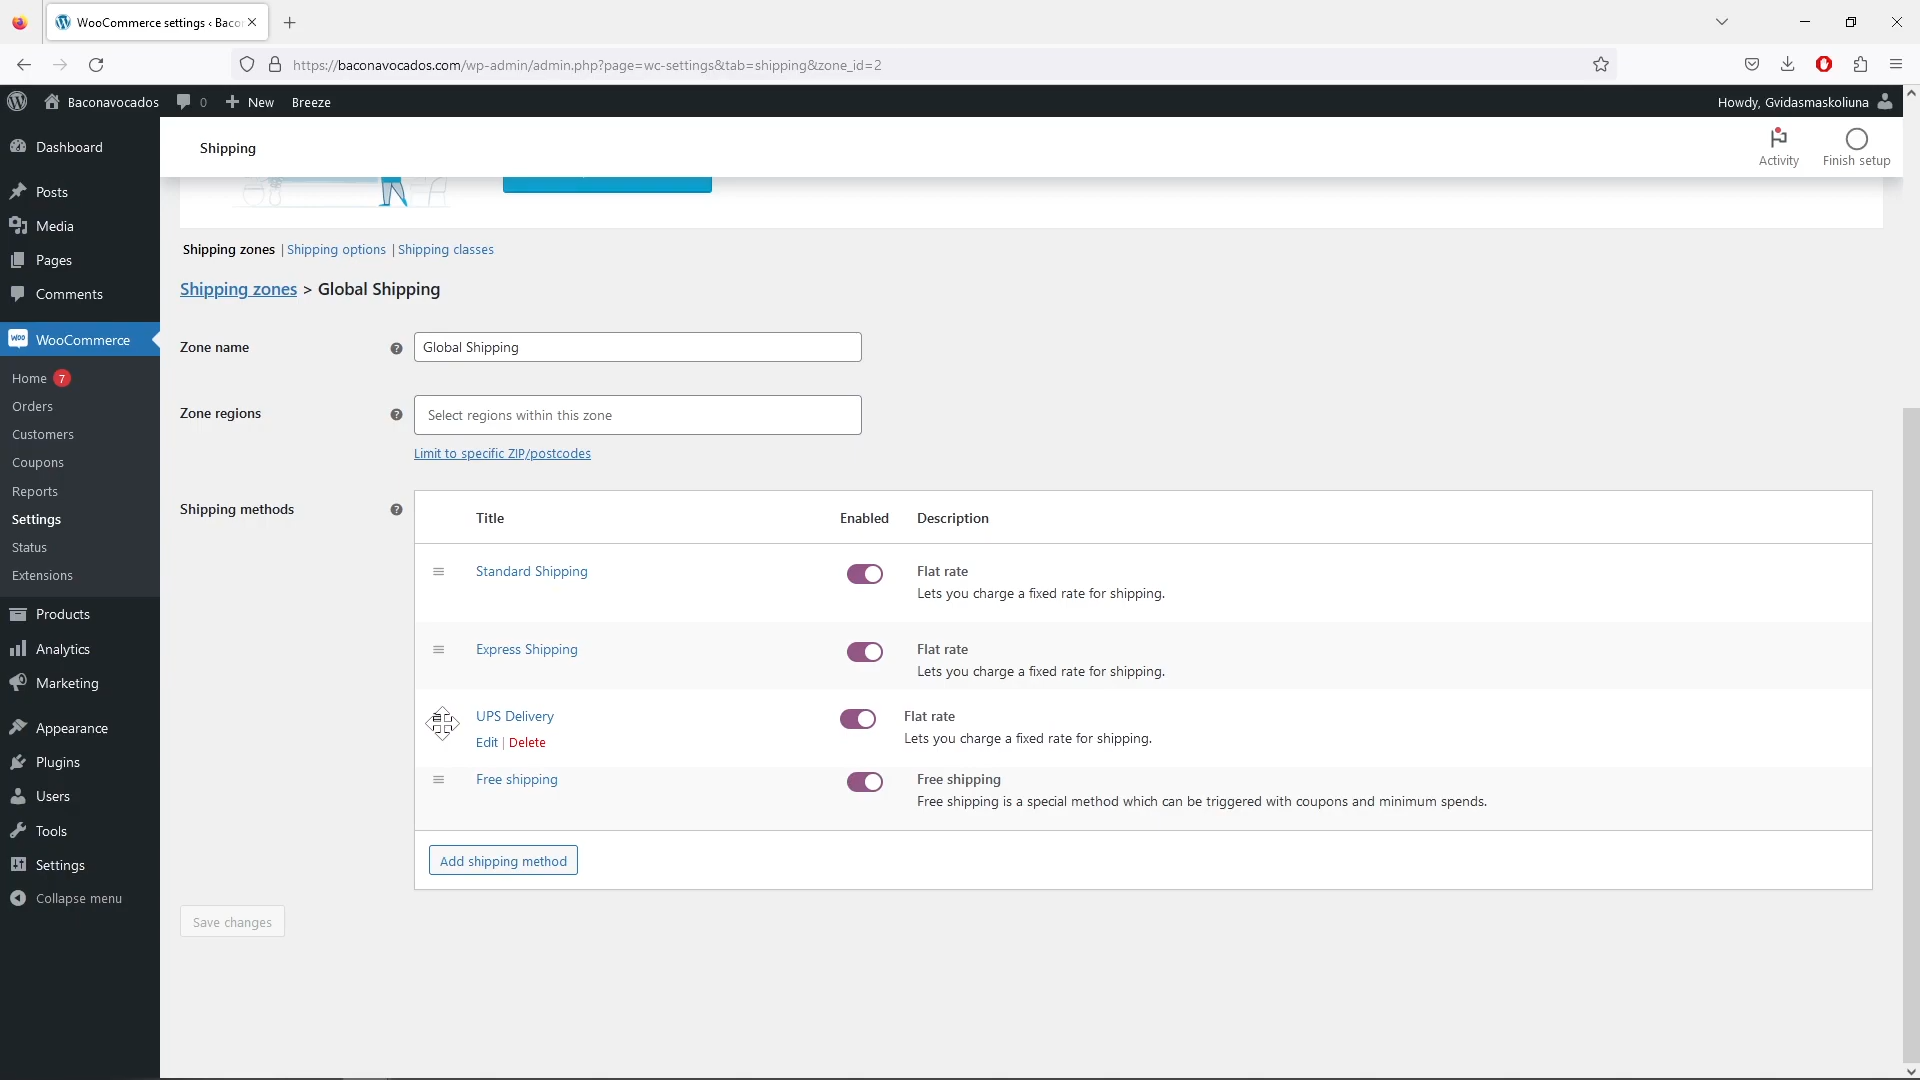 WooCommerce settings ‹ Baco
https://baconavocados.com/wp-admin/admin.php?page=wc-settings&tab=shipping&zone_id=2
Baconavocados 0 New Breeze Howdy, Gvidasmaskoliuna
Dashboard
Posts
Media
Pages
Comments
WooCommerce
Home 7
Orders
Customers
Coupons
Reports
Settings
Status
Extensions
Products
Analytics
Marketing
Appearance
Plugins
Users
Tools
Settings
Collapse menu
Shipping
Activity
Finish setup
Shipping zones | Shipping options | Shipping classes
Shipping zones > Global Shipping
Zone name
Global Shipping
Zone regions
Select regions within this zone
Limit to specific ZIP/postcodes
Shipping methods
Title Enabled Description
Standard Shipping Flat rate
Lets you charge a fixed rate for shipping.
Express Shipping Flat rate
Lets you charge a fixed rate for shipping.
UPS Delivery Flat rate
Edit | Delete Lets you charge a fixed rate for shipping.
Free shipping Free shipping
Free shipping is a special method which can be triggered with coupons and minimum spends.
Add shipping method
Save changes